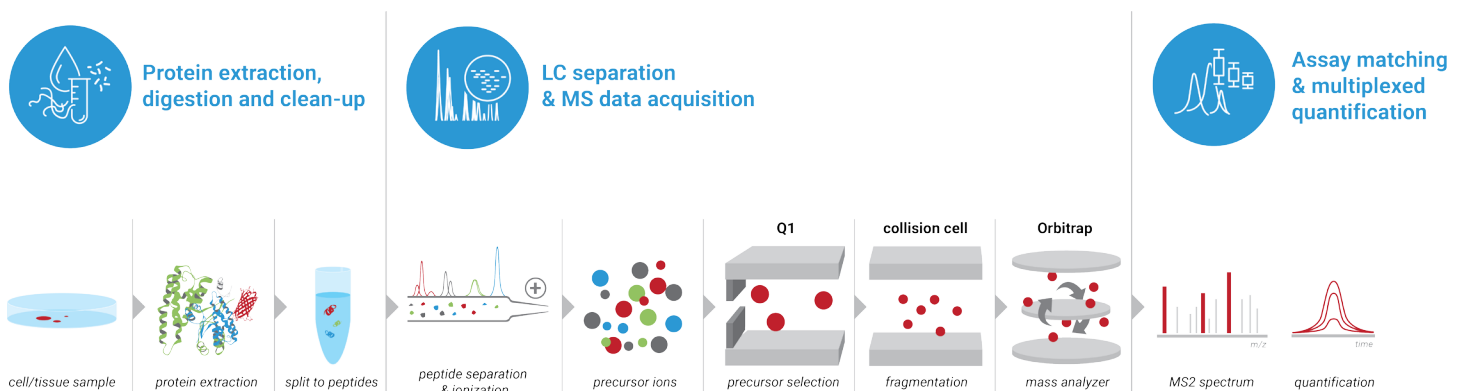 Protein extraction,
digestion and clean-up
LC separation
& MS data acquisition
Assay matching
& multiplexed
quantification
Q1
collision cell
Orbitrap
m/z
time
cell/tissue sample
protein extraction
split to peptides
peptide separation
& ionization
precursor ions
precursor selection
fragmentation
mass analyzer
MS2 spectrum
quantification